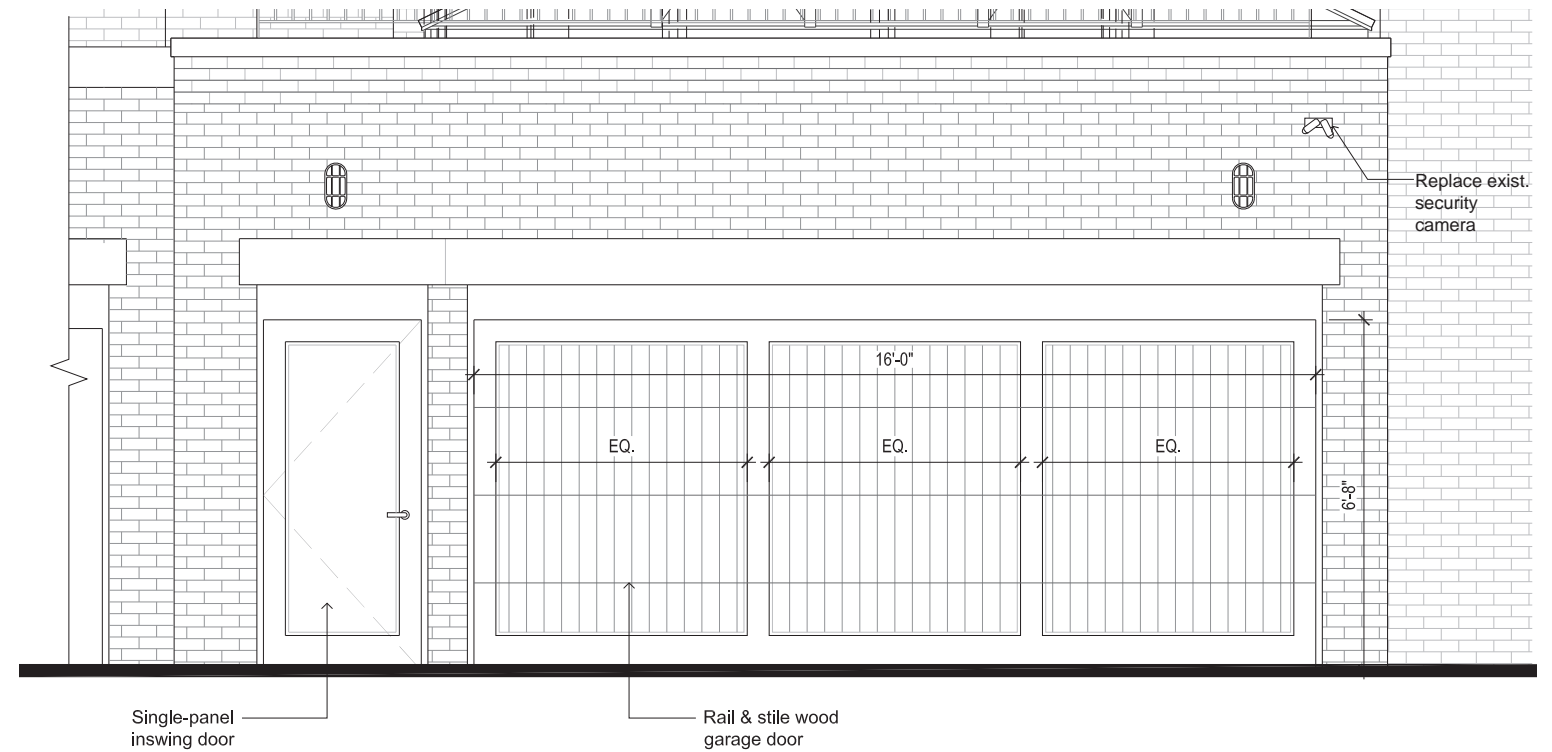 Replace exist.
security
camera
16'-0"
EQ.
EQ.
EQ.
6'-8"
Single-panel
inswing door
Rail & stile wood
garage door